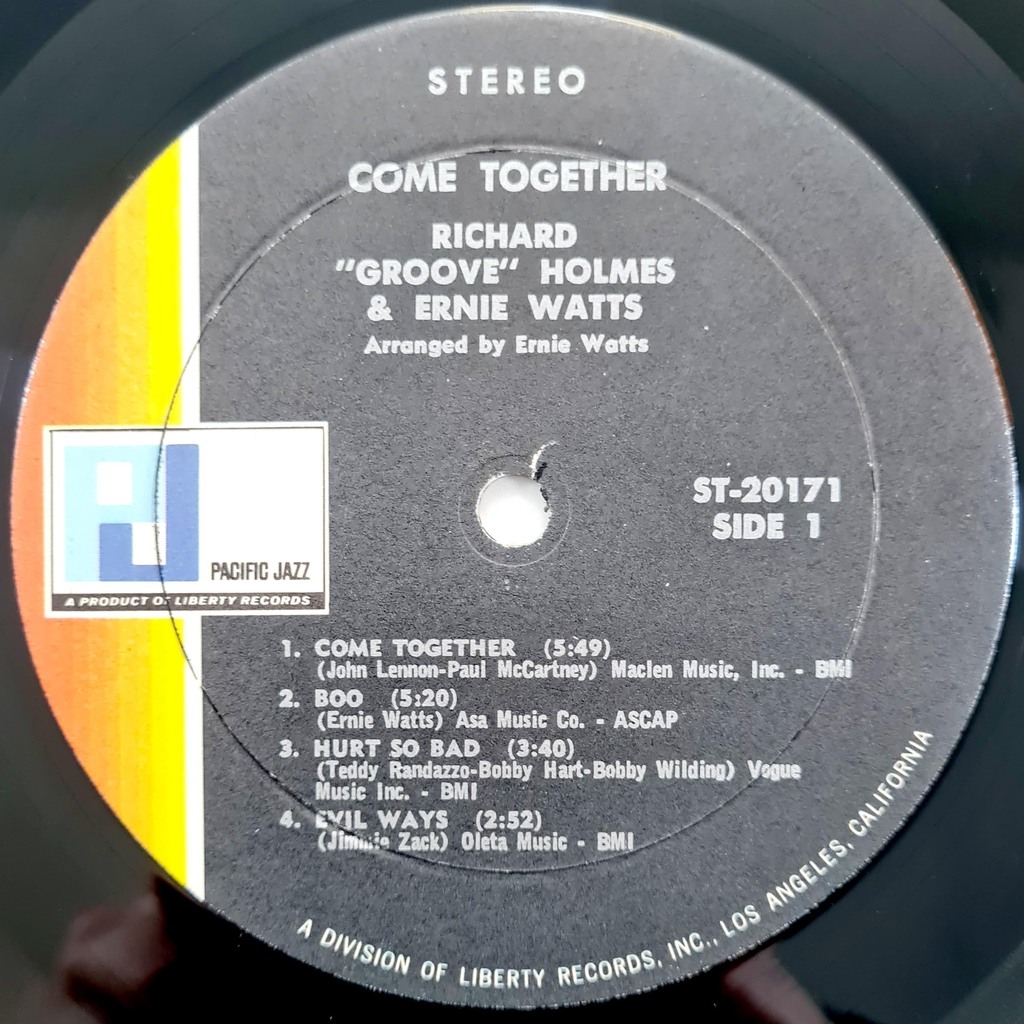 STEREO
COME TOGETHER
RICHARD
"GROOVE" HOLMES
& ERNIE WATTS
Arranged by Ernie Watts
PJ
PACIFIC JAZZ
A PRODUCT OF LIBERTY RECORDS
ST-20171
SIDE 1
1. COME TOGETHER (5:49)
(John Lennon-Paul McCartney) Maclen Music, Inc. - BMI
2. BOO (5:20)
(Ernie Watts) Asa Music Co. - ASCAP
3. HURT SO BAD (3:40)
(Teddy Randazzo-Bobby Hart-Bobby Wilding) Vogue
Music Inc. - BMI
4. EVIL WAYS (2:52)
(Jimmie Zack) Oleta Music - BMI
A DIVISION OF LIBERTY RECORDS, INC., LOS ANGELES, CALIFORNIA